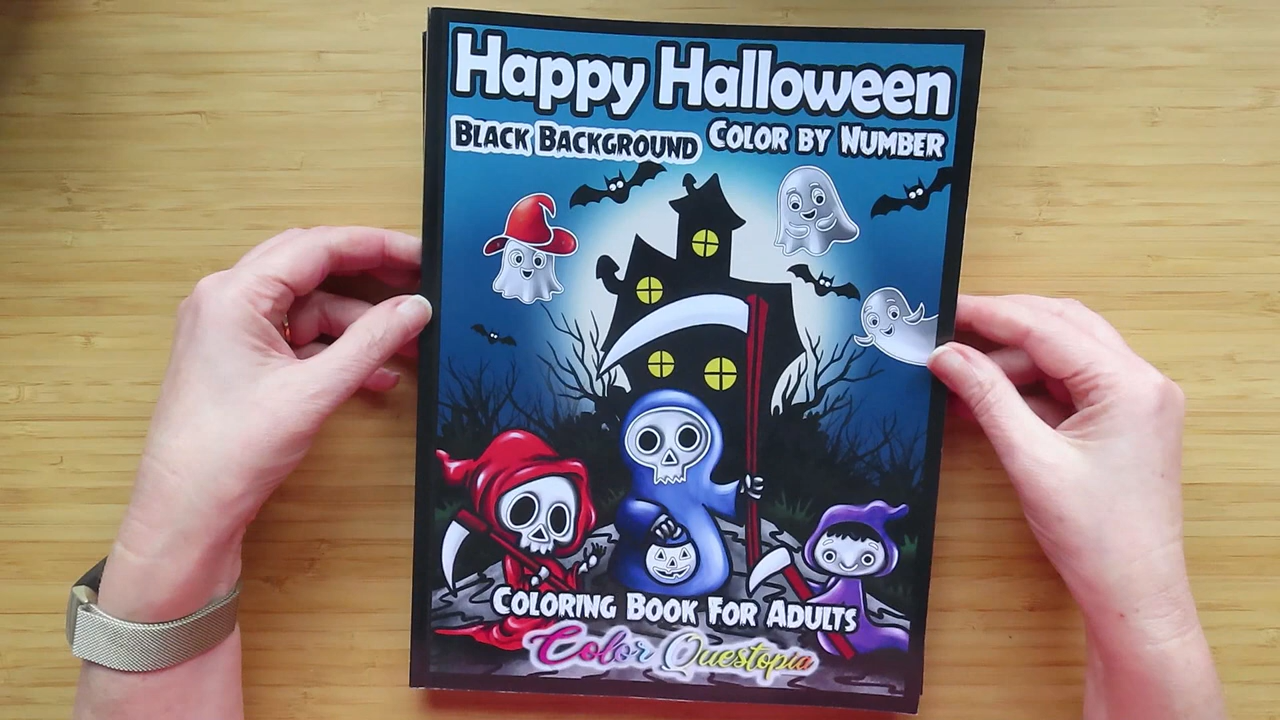 Happy Halloween
BLACK BACKGROUND COLOR BY NUMBER
COLORING BOOK FOR ADULTS
Color Questopia